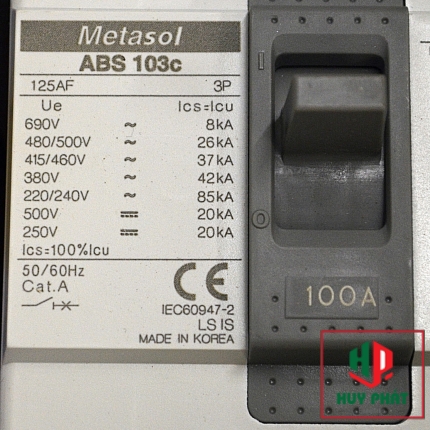 Metasol
ABS 103c
125AF 3P
Ue Ics=Icu
690V ~ 8kA
480/500V ~ 26kA
415/460V ~ 37kA
380V ~ 42kA
220/240V ~ 85kA
500V ⎓ 20kA
250V ⎓ 20kA
Ics=100%Icu
50/60Hz
Cat.A
CE
IEC60947-2
LS IS
MADE IN KOREA
I
O
100A
HUY PHAT